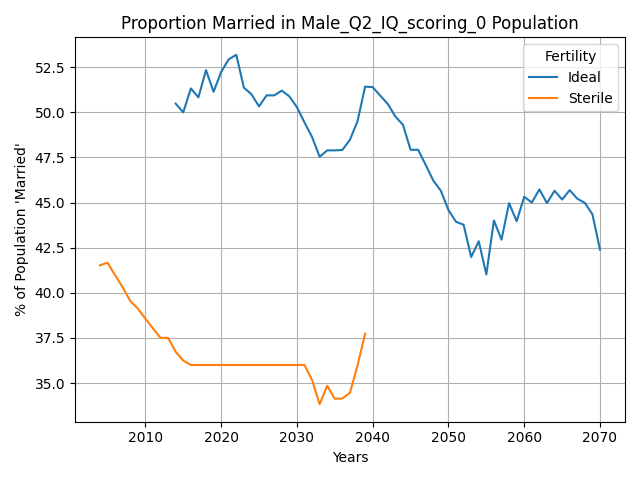 Proportion Married in Male_Q2_IQ_scoring_0 Population
Fertility
Ideal
Sterile
% of Population 'Married'
52.5
50.0
47.5
45.0
42.5
40.0
37.5
35.0
2010 2020 2030 2040 2050 2060 2070
Years